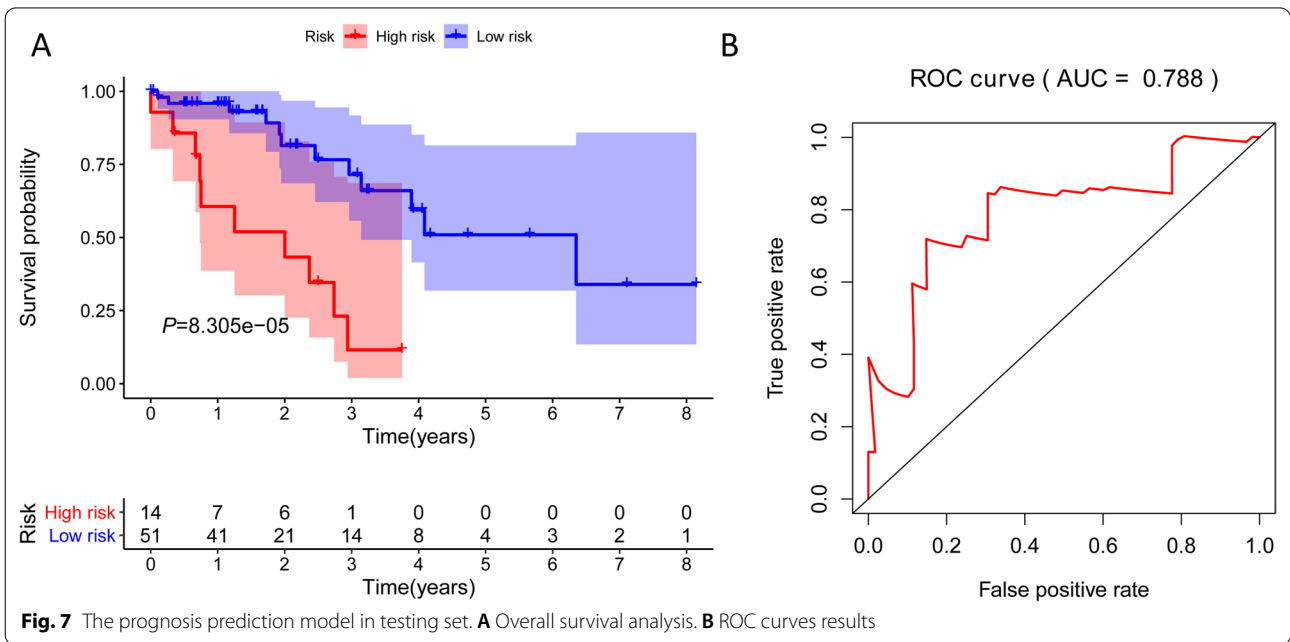 A
Risk High risk Low risk
Survival probability
1.00
0.75
0.50
0.25
0.00
P=8.305e−05
0 1 2 3 4 5 6 7 8
Time(years)
Risk
High risk 14 7 6 1 0 0 0 0 0
Low risk 51 41 21 14 8 4 3 2 1
0 1 2 3 4 5 6 7 8
Time(years)
B
ROC curve ( AUC = 0.788 )
True positive rate
1.0
0.8
0.6
0.4
0.2
0.0
0.0 0.2 0.4 0.6 0.8 1.0
False positive rate
Fig. 7 The prognosis prediction model in testing set. A Overall survival analysis. B ROC curves results